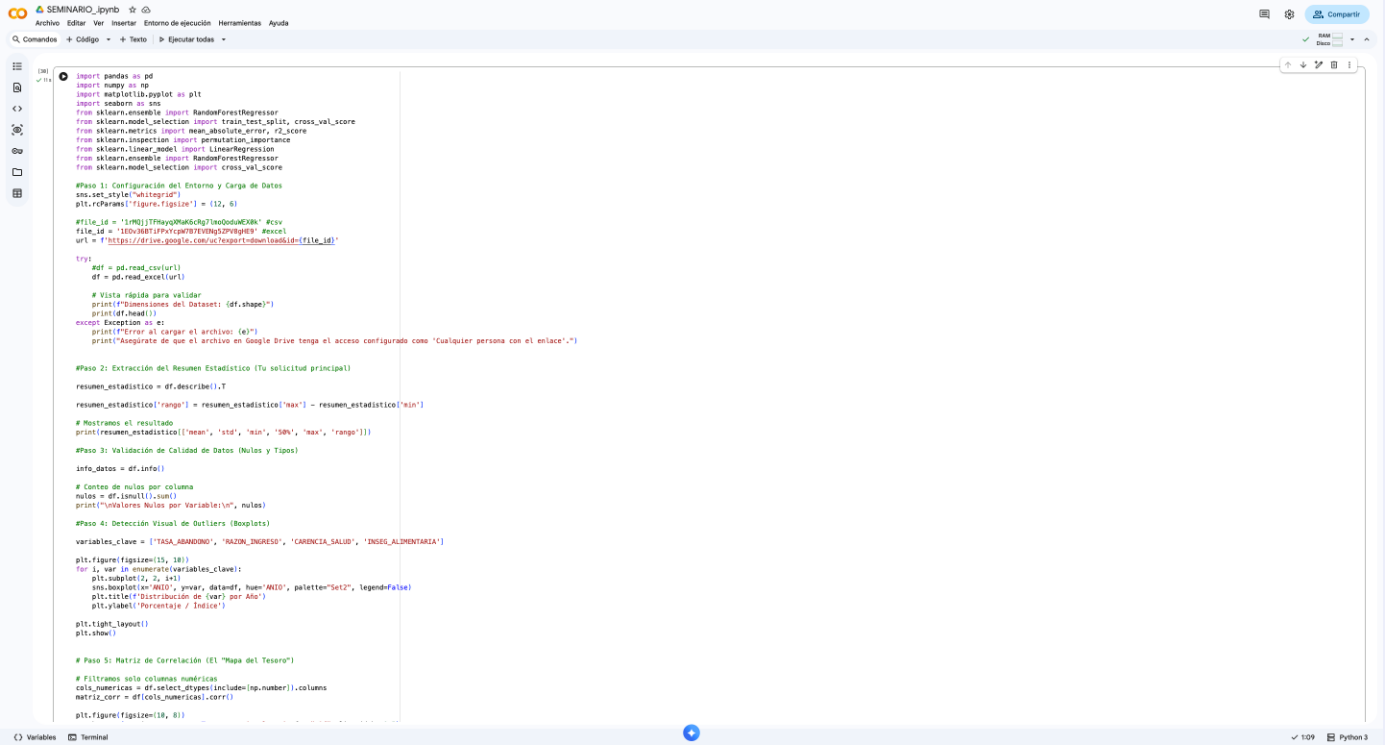 SEMINARIO_.ipynb
Archivo Editar Ver Insertar Entorno de ejecución Herramientas Ayuda
Compartir
Comandos + Código + Texto Ejecutar todas
RAM
Disco
[30]
11 s
import pandas as pd
import numpy as np
import matplotlib.pyplot as plt
import seaborn as sns
from sklearn.ensemble import RandomForestRegressor
from sklearn.model_selection import train_test_split, cross_val_score
from sklearn.metrics import mean_absolute_error, r2_score
from sklearn.inspection import permutation_importance
from sklearn.linear_model import LinearRegression
from sklearn.ensemble import RandomForestRegressor
from sklearn.model_selection import cross_val_score
#Paso 1: Configuración del Entorno y Carga de Datos
sns.set_style("whitegrid")
plt.rcParams['figure.figsize'] = (12, 6)
#file_id = '1rMQjjTFHayqXMaK6cRg7lmoQoduWEX0k' #csv
file_id = '1EOv36BTiFPxYcpW7B7EVENg5ZPV8gHE9' #excel
url = f'https://drive.google.com/uc?export=download&id={file_id}'
try:
#df = pd.read_csv(url)
df = pd.read_excel(url)
# Vista rápida para validar
print(f"Dimensiones del Dataset: {df.shape}")
print(df.head())
except Exception as e:
print(f"Error al cargar el archivo: {e}")
print("Asegúrate de que el archivo en Google Drive tenga el acceso configurado como 'Cualquier persona con el enlace'.")
#Paso 2: Extracción del Resumen Estadístico (Tu solicitud principal)
resumen_estadistico = df.describe().T
resumen_estadistico['rango'] = resumen_estadistico['max'] - resumen_estadistico['min']
# Mostramos el resultado
print(resumen_estadistico[['mean', 'std', 'min', '50%', 'max', 'rango']])
#Paso 3: Validación de Calidad de Datos (Nulos y Tipos)
info_datos = df.info()
# Conteo de nulos por columna
nulos = df.isnull().sum()
print("\nValores Nulos por Variable:\n", nulos)
#Paso 4: Detección Visual de Outliers (Boxplots)
variables_clave = ['TASA_ABANDONO', 'RAZON_INGRESO', 'CARENCIA_SALUD', 'INSEG_ALIMENTARIA']
plt.figure(figsize=(15, 10))
for i, var in enumerate(variables_clave):
plt.subplot(2, 2, i+1)
sns.boxplot(x='ANIO', y=var, data=df, hue='ANIO', palette="Set2", legend=False)
plt.title(f'Distribución de {var} por Año')
plt.ylabel('Porcentaje / Índice')
plt.tight_layout()
plt.show()
# Paso 5: Matriz de Correlación (El "Mapa del Tesoro")
# Filtramos solo columnas numéricas
cols_numericas = df.select_dtypes(include=[np.number]).columns
matriz_corr = df[cols_numericas].corr()
plt.figure(figsize=(10, 8))
Variables Terminal
1:09 Python 3